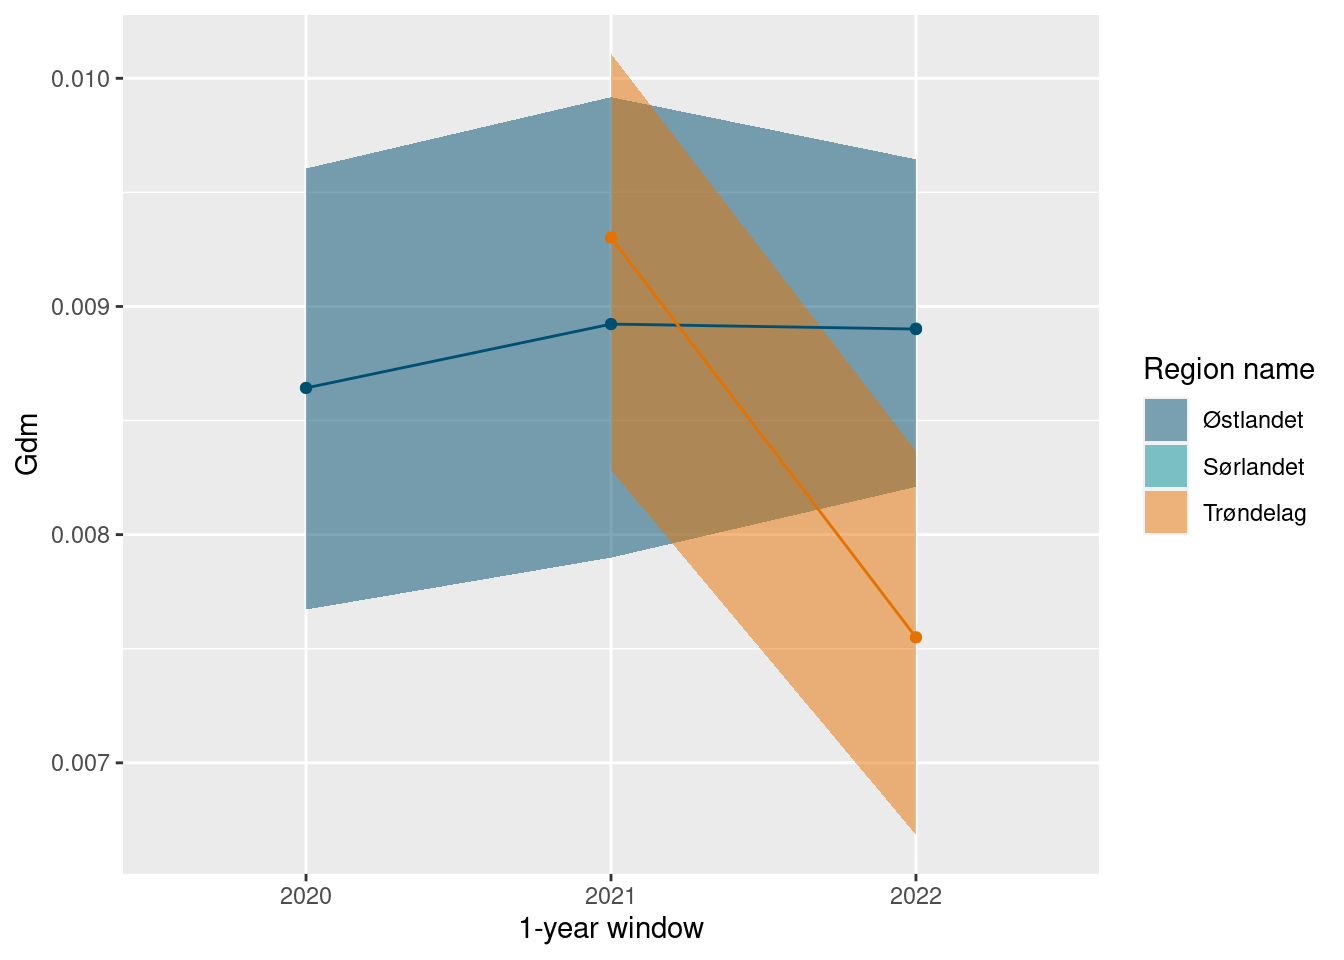 0.010
0.009
0.008
0.007
Gdm
2020
2021
2022
1-year window
Region name
Østlandet
Sørlandet
Trøndelag